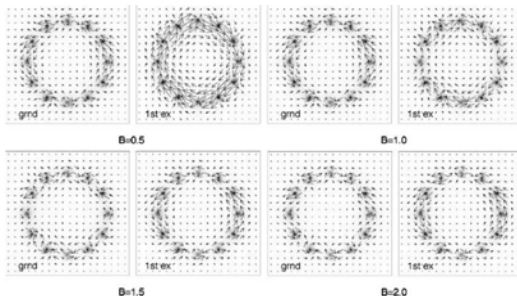 grnd 1st ex grnd 1st ex
B=0.5 B=1.0
grnd 1st ex grnd 1st ex
B=1.5 B=2.0